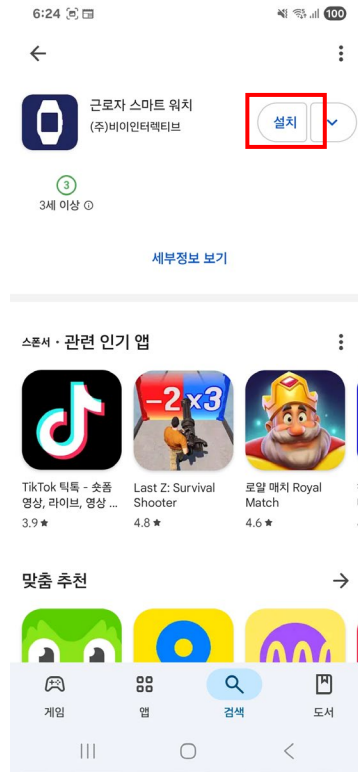 6:24
100
근로자 스마트 워치
(주)비이인터렉티브
설치
3
3세 이상
세부정보 보기
스폰서 · 관련 인기 앱
-2 x3
TikTok 틱톡 - 숏폼 영상, 라이브, 영상 ...
3.9 ★
Last Z: Survival Shooter
4.8 ★
로얄 매치 Royal Match
4.6 ★
맞춤 추천
게임
앱
검색
도서